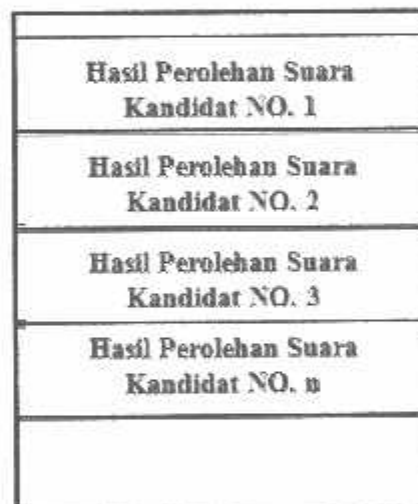 Hasil Perolehan Suara
Kandidat NO. 1
Hasil Perolehan Suara
Kandidat NO. 2
Hasil Perolehan Suara
Kandidat NO. 3
Hasil Perolehan Suara
Kandidat NO. n